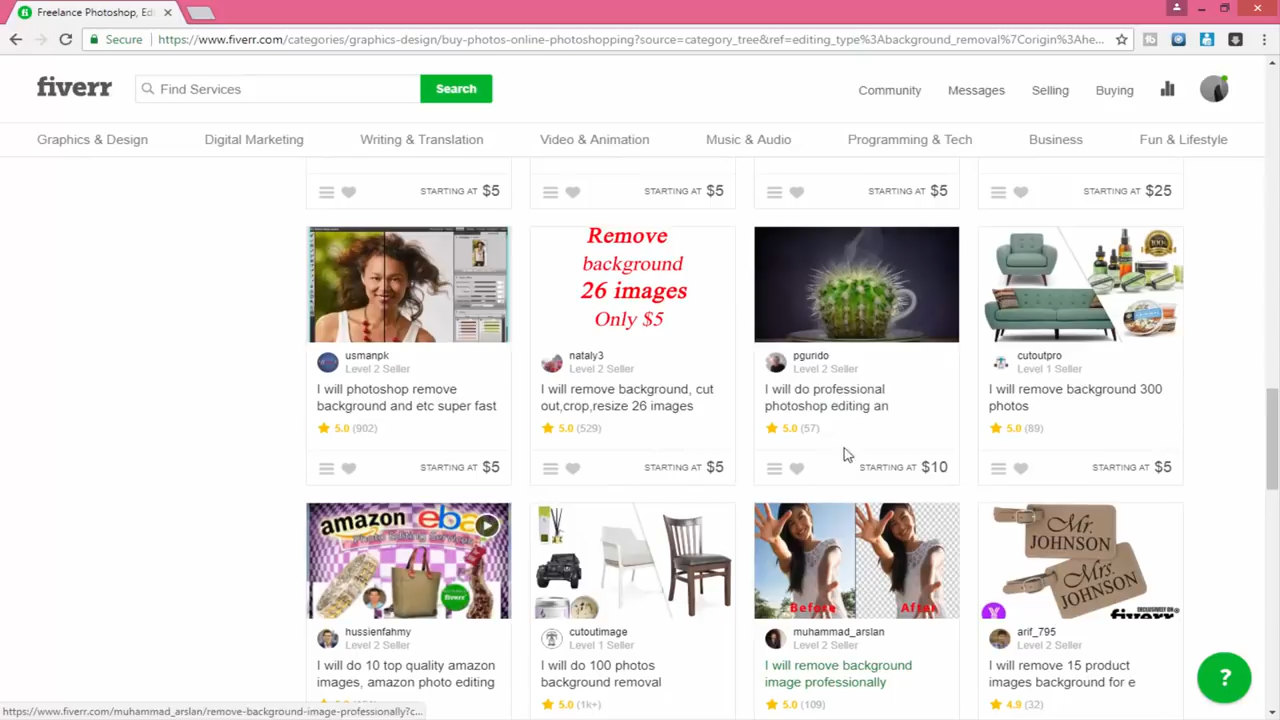 Freelance Photoshop, Edi
Secure
https://www.fiverr.com/categories/graphics-design/buy-photos-online-photoshopping?source=category_tree&ref=editing_type%3Abackground_removal%7Corigin%3Ahe...
fiverr
Find Services
Search
Community
Messages
Selling
Buying
Graphics & Design
Digital Marketing
Writing & Translation
Video & Animation
Music & Audio
Programming & Tech
Business
Fun & Lifestyle
STARTING AT $5
STARTING AT $5
STARTING AT $5
STARTING AT $25
usmanpk
Level 2 Seller
I will photoshop remove
background and etc super fast
5.0 (902)
STARTING AT $5
Remove
background
26 images
Only $5
nataly3
Level 2 Seller
I will remove background, cut
out,crop,resize 26 images
5.0 (529)
STARTING AT $5
pgurido
Level 2 Seller
I will do professional
photoshop editing an
5.0 (57)
STARTING AT $10
100%
cutoutpro
Level 1 Seller
I will remove background 300
photos
5.0 (89)
STARTING AT $5
amazon ebay
Photo editing services
fiverr
hussienfahmy
Level 2 Seller
I will do 10 top quality amazon
images, amazon photo editing
cutoutimage
Level 1 Seller
I will do 100 photos
background removal
5.0 (1k+)
Before
After
muhammad_arslan
Level 2 Seller
I will remove background
image professionally
5.0 (109)
Mr.
JOHNSON
Mrs.
JOHNSON
EXCLUSIVELY ON
fiverr
arif_795
Level 2 Seller
I will remove 15 product
images background for e
4.9 (32)
?
https://www.fiverr.com/muhammad_arslan/remove-background-image-professionally?c...